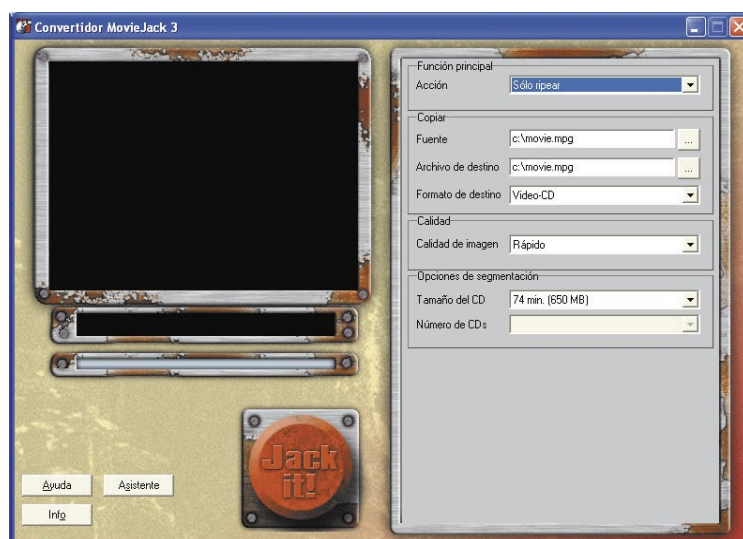 Convertidor MovieJack 3
Función principal
Acción Sólo ripear
Copiar
Fuente c:\movie.mpg ...
Archivo de destino c:\movie.mpg ...
Formato de destino Video-CD
Calidad
Calidad de imagen Rápido
Opciones de segmentación
Tamaño del CD 74 min. (650 MB)
Número de CDs
Jack
it!
Ayuda Asistente
Info